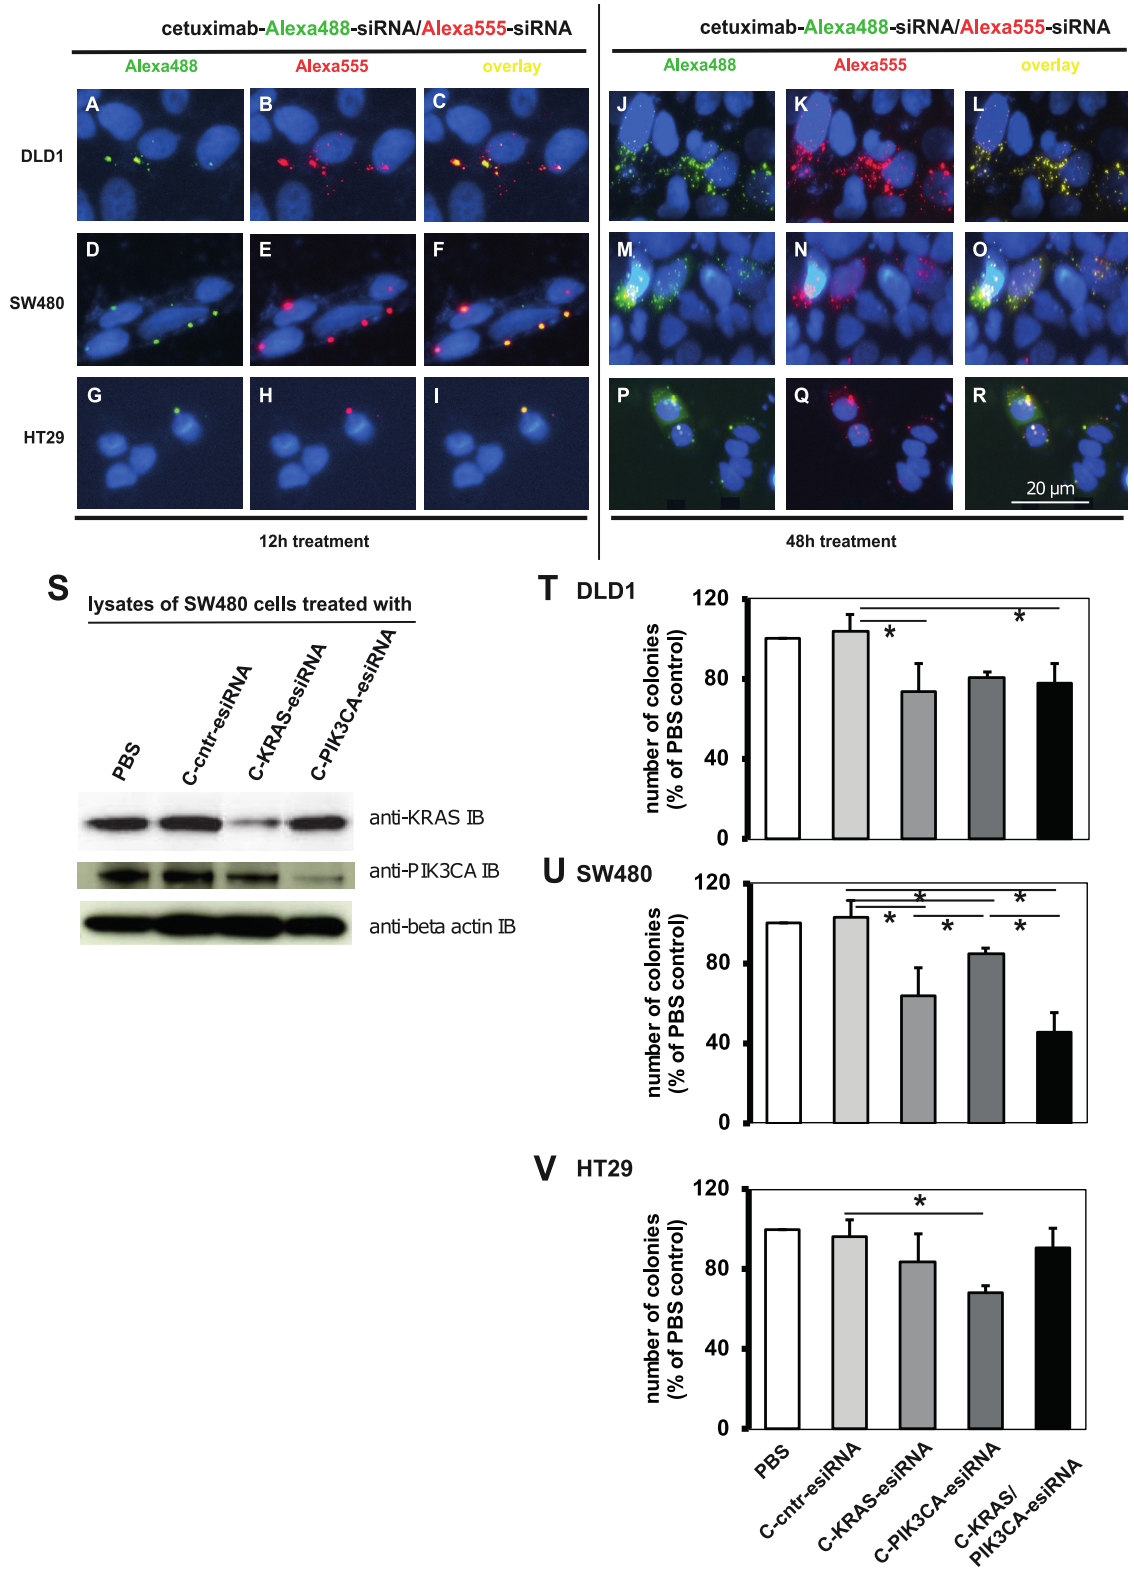 cetuximab-Alexa488-siRNA/Alexa555-siRNA
Alexa488 Alexa555 overlay
A B C
DLD1
D E F
SW480
G H I
HT29
12h treatment
cetuximab-Alexa488-siRNA/Alexa555-siRNA
Alexa488 Alexa555 overlay
J K L
M N O
P Q R
20 µm
48h treatment
S
lysates of SW480 cells treated with
PBS
C-cntr-esiRNA
C-KRAS-esiRNA
C-PIK3CA-esiRNA
anti-KRAS IB
anti-PIK3CA IB
anti-beta actin IB
T DLD1
number of colonies
(% of PBS control)
120
80
40
0
* *
U SW480
number of colonies
(% of PBS control)
120
80
40
0
* *
* * *
V HT29
number of colonies
(% of PBS control)
120
80
40
0
*
PBS
C-cntr-esiRNA
C-KRAS-esiRNA
C-PIK3CA-esiRNA
C-KRAS/
PIK3CA-esiRNA